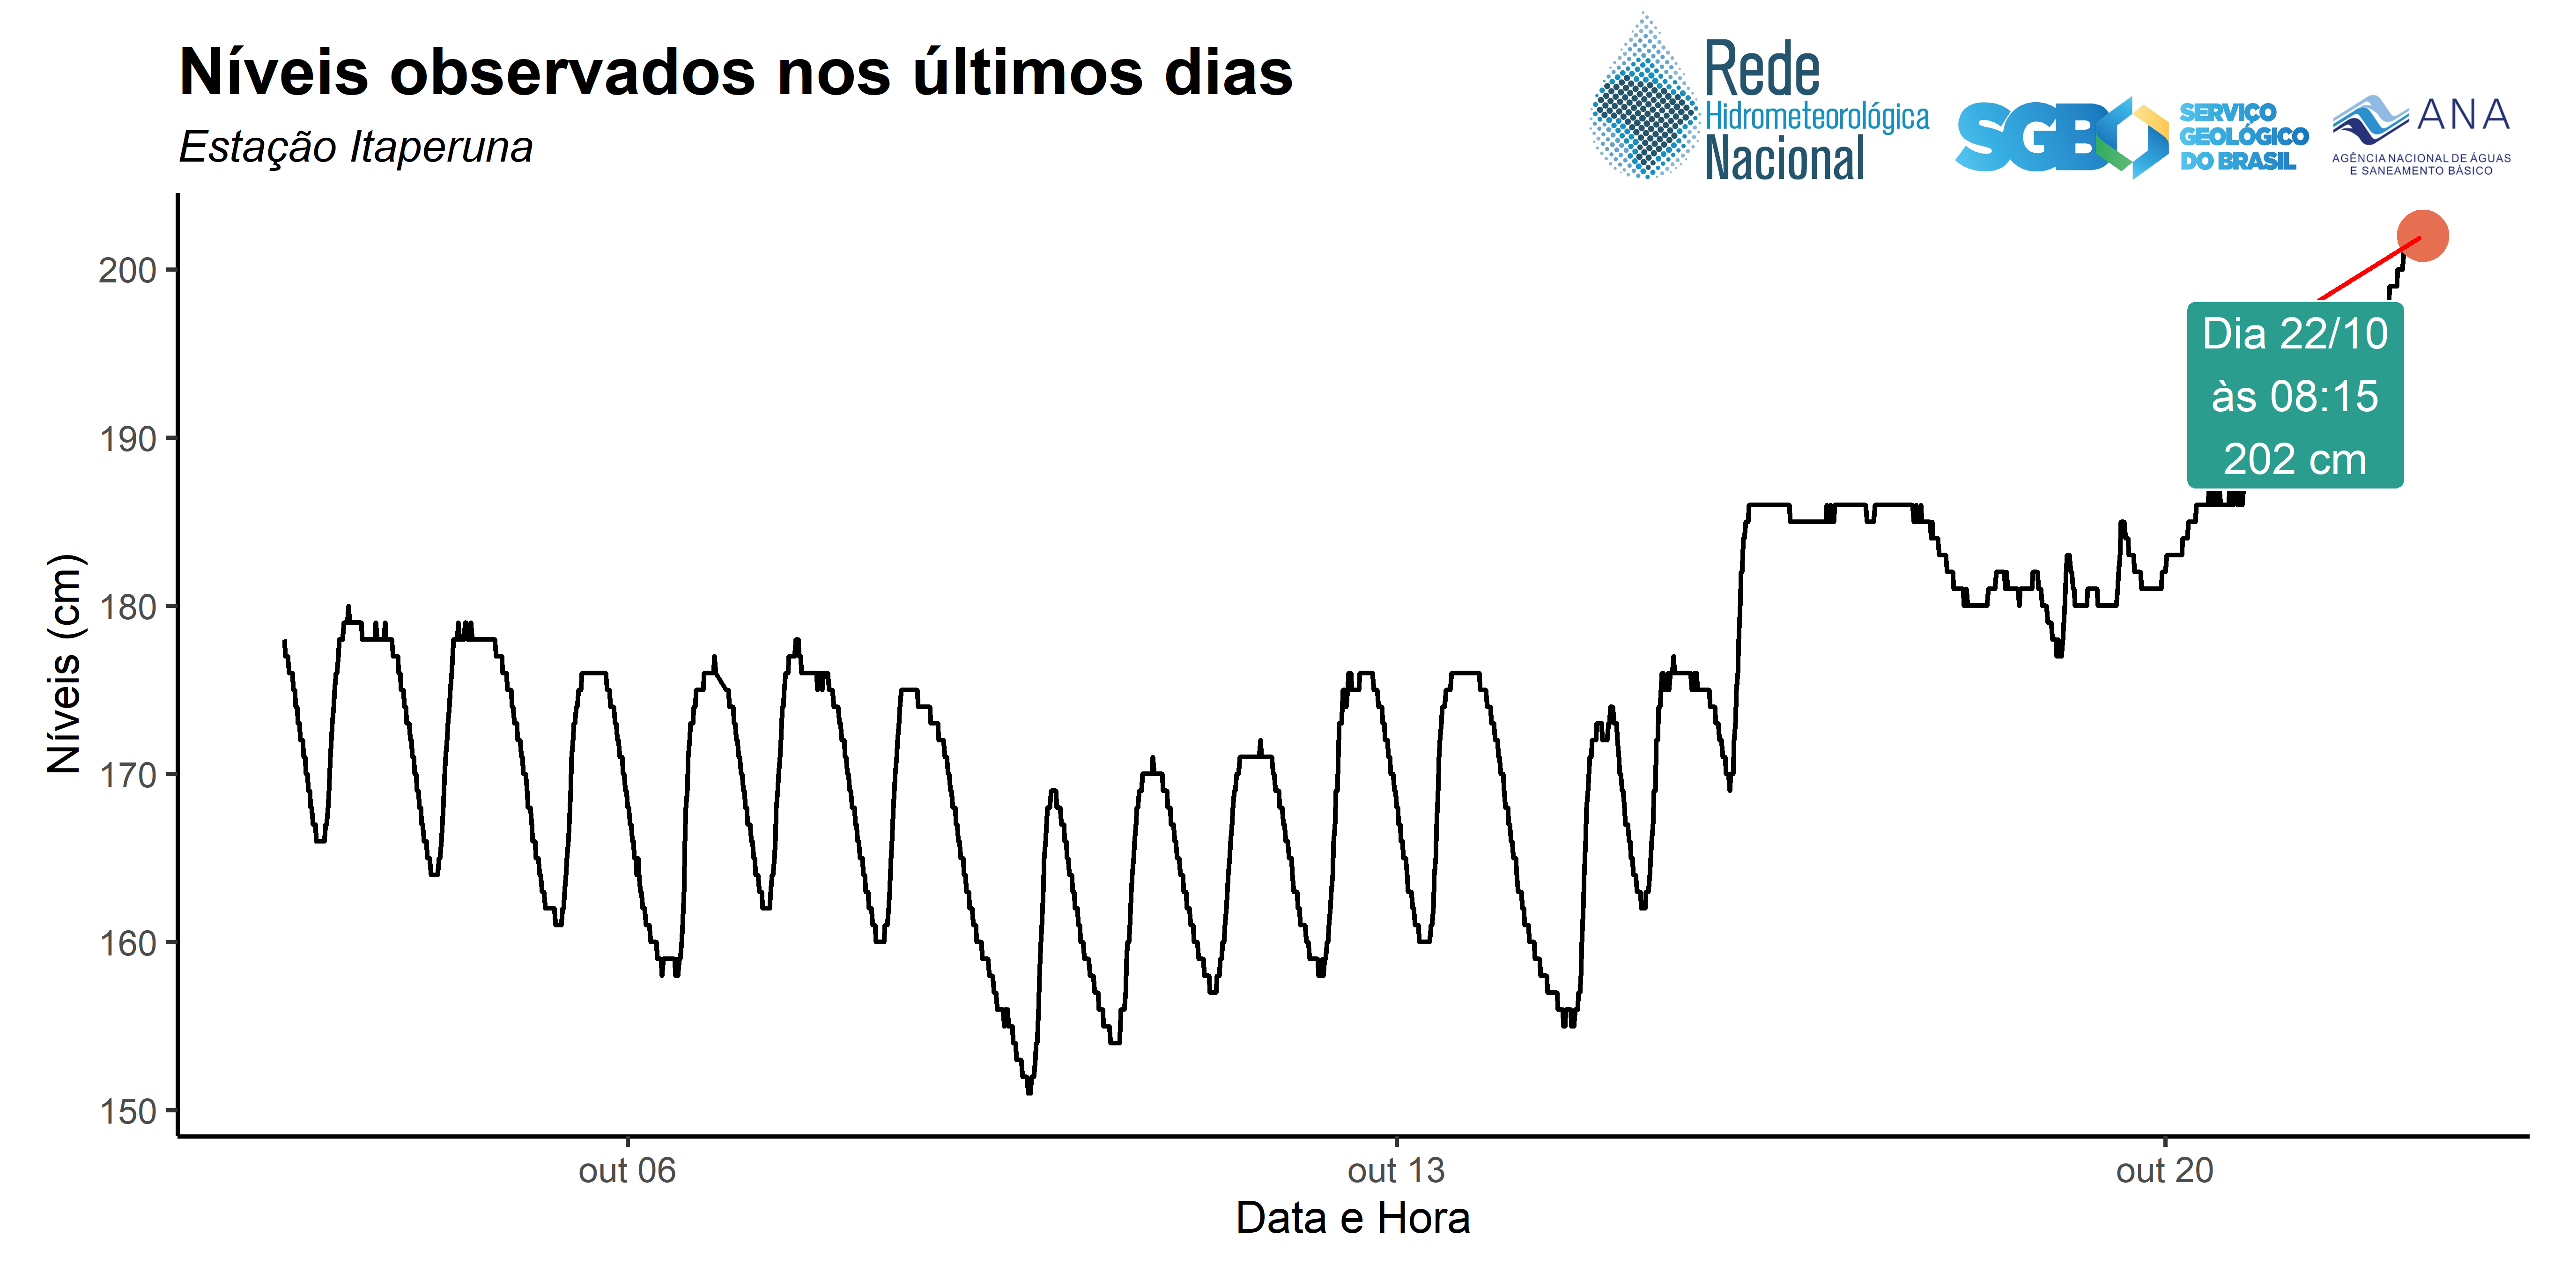 Níveis observados nos últimos dias
Estação Itaperuna
Rede
Hidrometeorológica
Nacional
SGB
SERVIÇO
GEOLÓGICO
DO BRASIL
ANA
AGÊNCIA NACIONAL DE ÁGUAS
E SANEAMENTO BÁSICO
Níveis (cm)
200
190
180
170
160
150
Dia 22/10
às 08:15
202 cm
out 06
out 13
out 20
Data e Hora